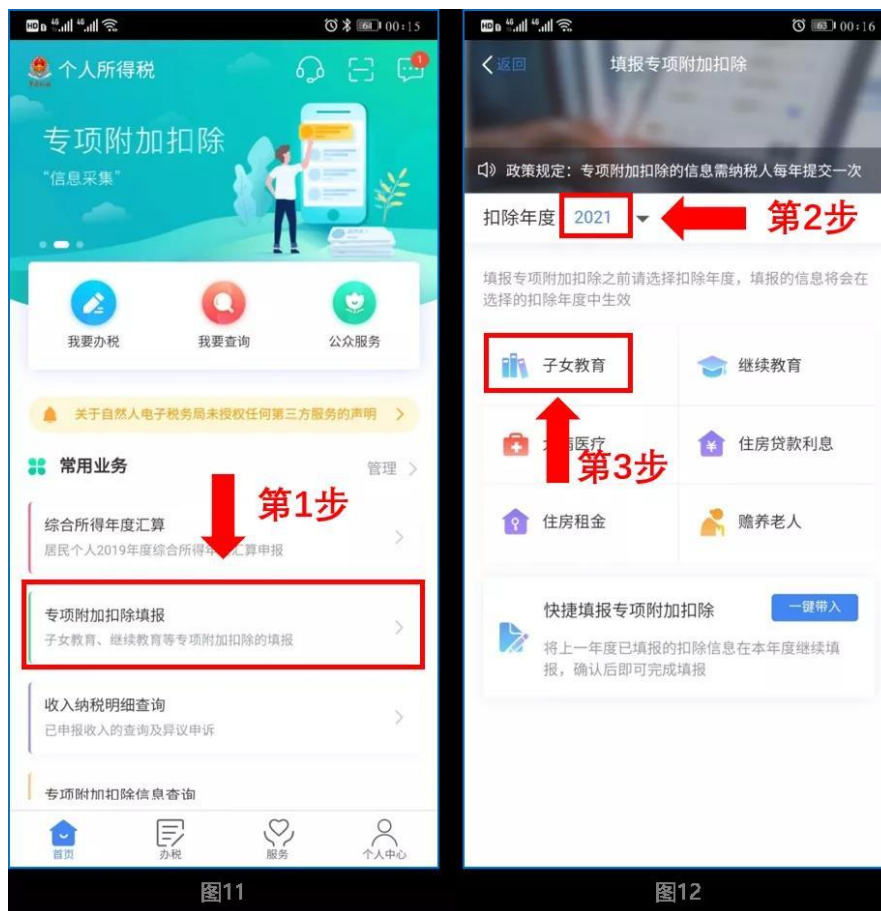 HD 4G 4G 61 00:15
个人所得税
1
专项附加扣除
“信息采集”
我要办税
我要查询
公众服务
关于自然人电子税务局未授权任何第三方服务的声明
常用业务
管理
第1步
综合所得年度汇算
居民个人2019年度综合所得年 汇算申报
专项附加扣除填报
子女教育、继续教育等专项附加扣除的填报
收入纳税明细查询
已申报收入的查询及异议申诉
专项附加扣除信息查询
首页
办税
服务
个人中心
图11
HD 4G 4G 63 00:16
返回
填报专项附加扣除
政策规定：专项附加扣除的信息需纳税人每年提交一次
扣除年度 2021
第2步
填报专项附加扣除之前请选择扣除年度，填报的信息将会在
选择的扣除年度中生效
子女教育
继续教育
病医疗
住房贷款利息
第3步
住房租金
赡养老人
快捷填报专项附加扣除
一键带入
将上一年度已填报的扣除信息在本年度继续填
报，确认后即可完成填报
图12